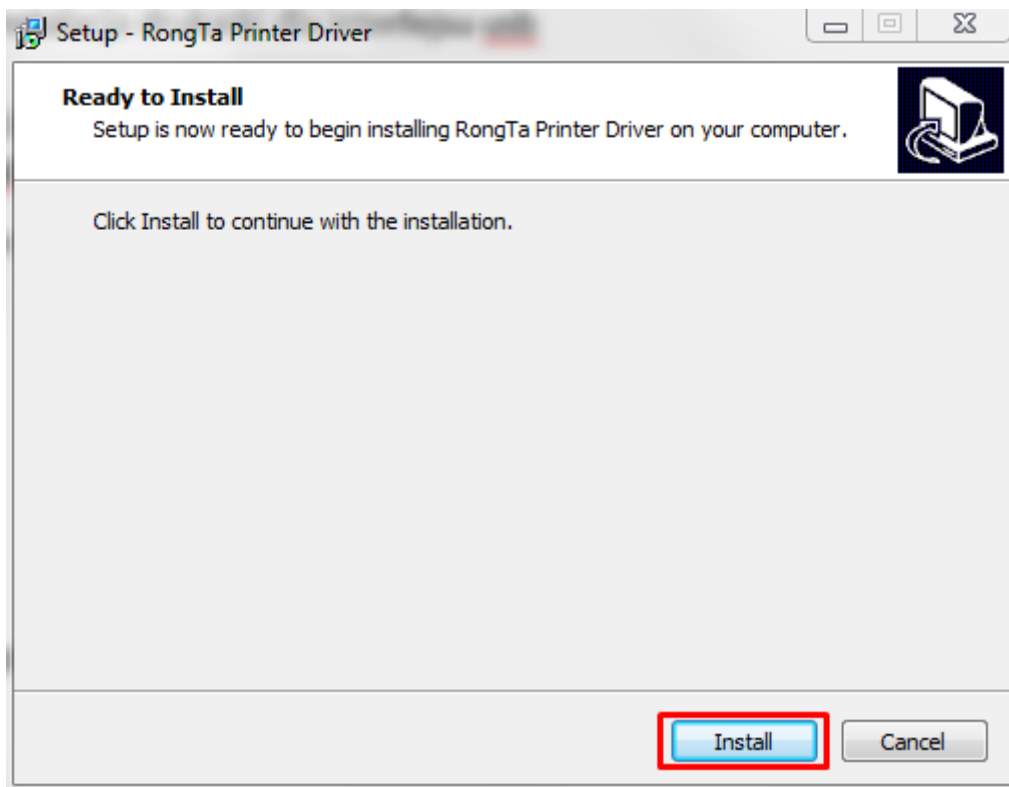 Setup - RongTa Printer Driver
Ready to Install
Setup is now ready to begin installing RongTa Printer Driver on your computer.
Click Install to continue with the installation.
Install
Cancel